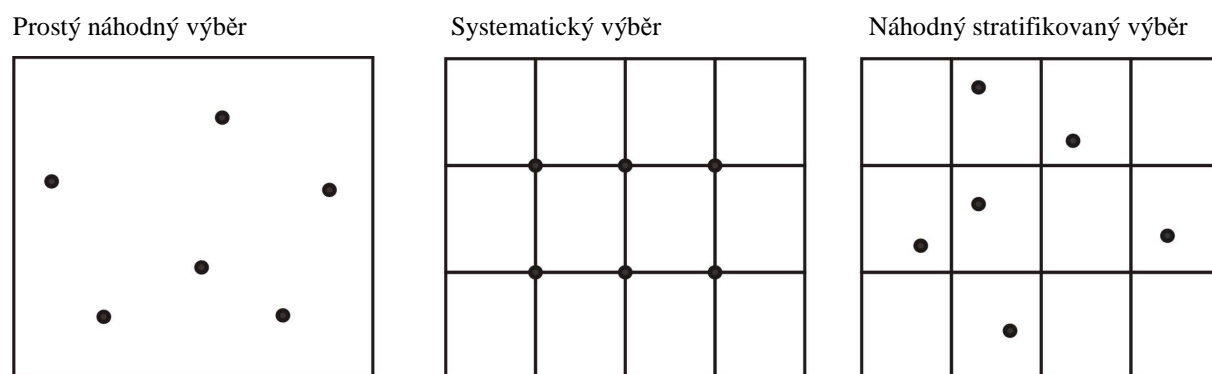 Prostý náhodný výběr
Systematický výběr
Náhodný stratifikovaný výběr